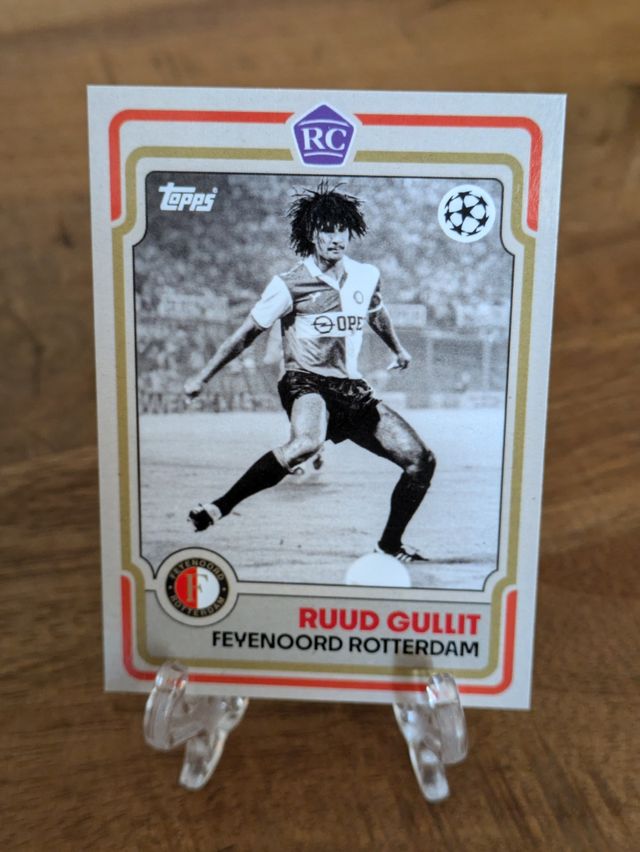 RC
Topps
OPE
FEYENOORD
F
ROTTERDAM
RUUD GULLIT
FEYENOORD ROTTERDAM